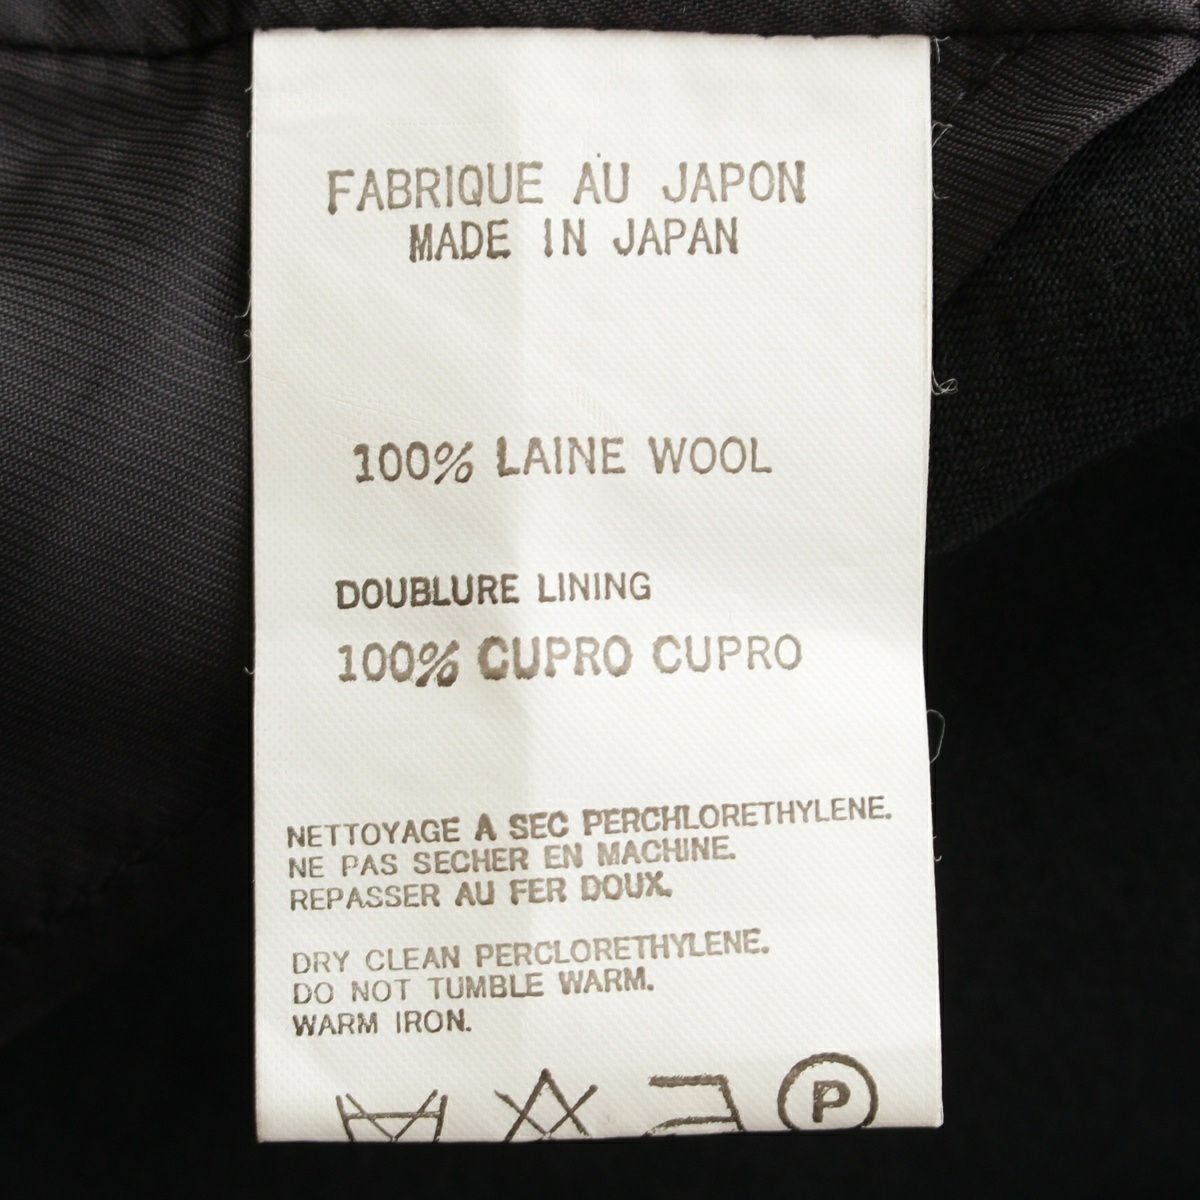 FABRIQUE AU JAPON
MADE IN JAPAN
100% LAINE WOOL
DOUBLURE LINING
100% CUPRO CUPRO
NETTOYAGE A SEC PERCHLORETHYLENE.
NE PAS SECHER EN MACHINE.
REPASSER AU FER DOUX.
DRY CLEAN PERCLORETHYLENE.
DO NOT TUMBLE WARM.
WARM IRON.
P